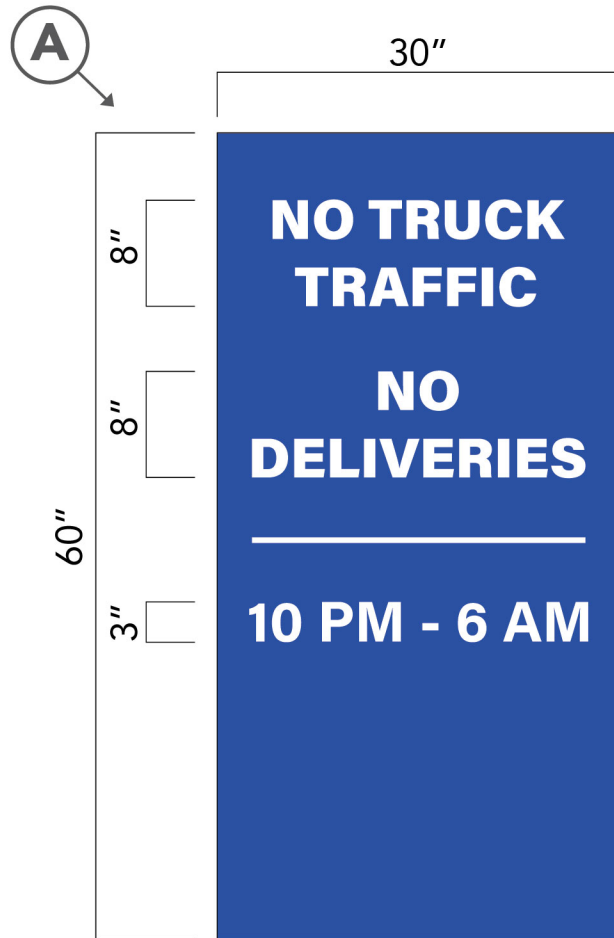 A
30”
8”
NO TRUCK
TRAFFIC
8”
NO
DELIVERIES
60”
3”
10 PM - 6 AM